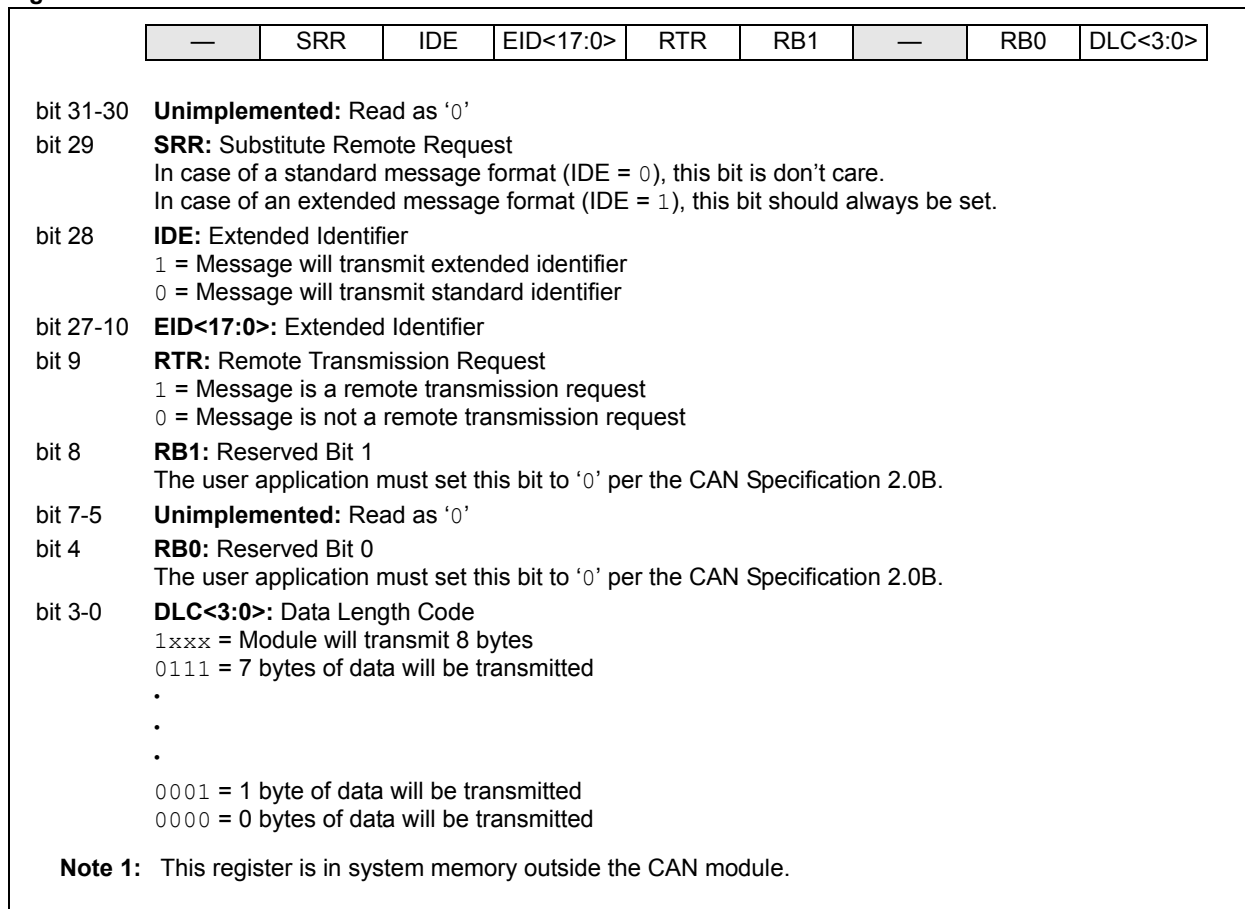 — SRR IDE EID<17:0> RTR RB1 — RB0 DLC<3:0>
bit 31-30 Unimplemented: Read as ‘0’
bit 29 SRR: Substitute Remote Request
In case of a standard message format (IDE = 0), this bit is don’t care.
In case of an extended message format (IDE = 1), this bit should always be set.
bit 28 IDE: Extended Identifier
1 = Message will transmit extended identifier
0 = Message will transmit standard identifier
bit 27-10 EID<17:0>: Extended Identifier
bit 9 RTR: Remote Transmission Request
1 = Message is a remote transmission request
0 = Message is not a remote transmission request
bit 8 RB1: Reserved Bit 1
The user application must set this bit to ‘0’ per the CAN Specification 2.0B.
bit 7-5 Unimplemented: Read as ‘0’
bit 4 RB0: Reserved Bit 0
The user application must set this bit to ‘0’ per the CAN Specification 2.0B.
bit 3-0 DLC<3:0>: Data Length Code
1xxx = Module will transmit 8 bytes
0111 = 7 bytes of data will be transmitted
•
•
•
0001 = 1 byte of data will be transmitted
0000 = 0 bytes of data will be transmitted
Note 1: This register is in system memory outside the CAN module.